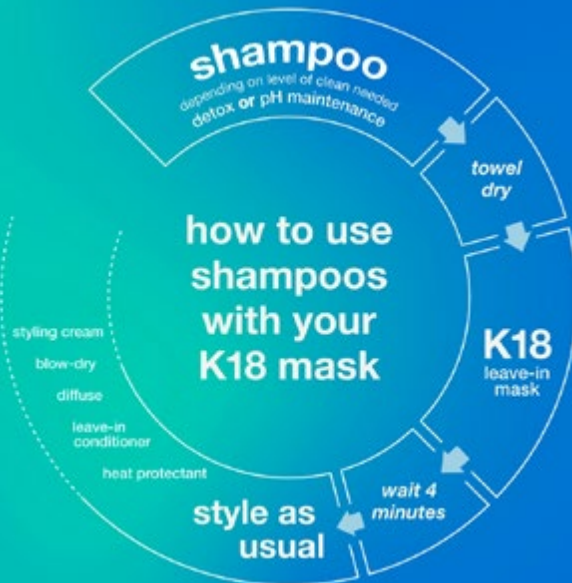 shampoo
depending on level of clean needed
detox or pH maintenance
towel
dry
how to use
shampoos
with your
K18 mask
K18
leave-in
mask
wait 4
minutes
style as
usual
styling cream
blow-dry
diffuse
leave-in
conditioner
heat protectant